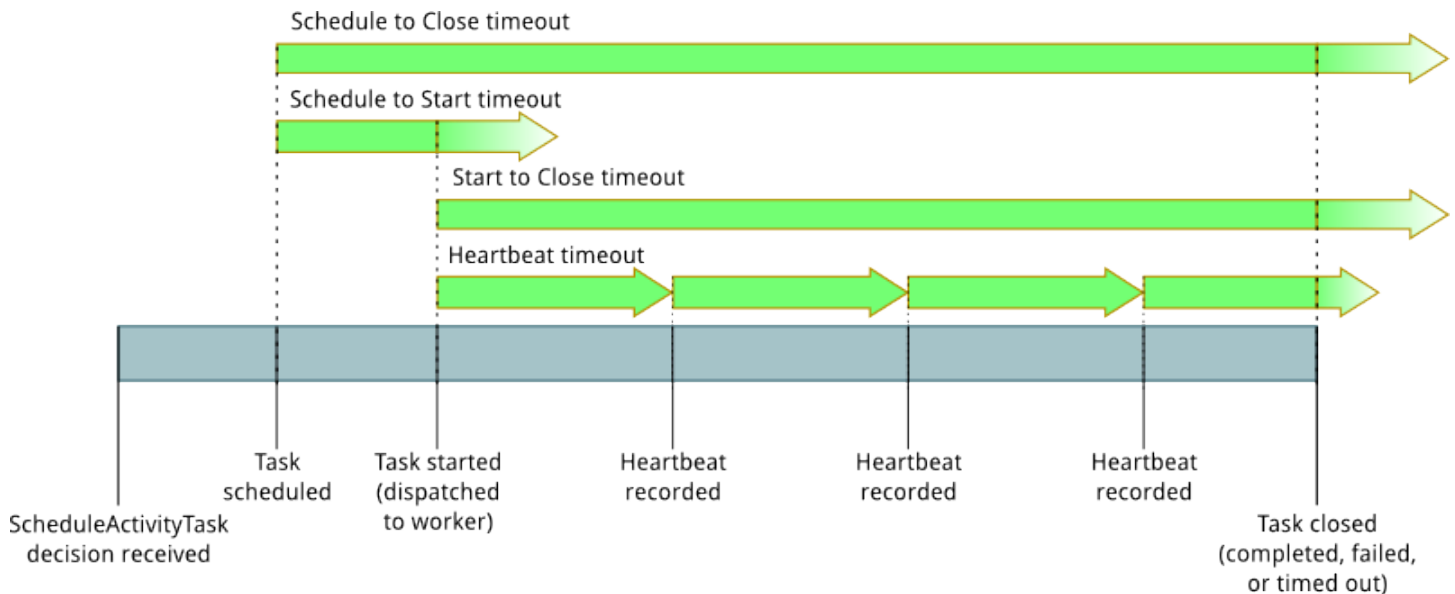 Schedule to Close timeout
Schedule to Start timeout
Start to Close timeout
Heartbeat timeout
Task
scheduled
Task started
(dispatched
to worker)
Heartbeat
recorded
Heartbeat
recorded
Heartbeat
recorded
ScheduleActivityTask
decision received
Task closed
(completed, failed,
or timed out)